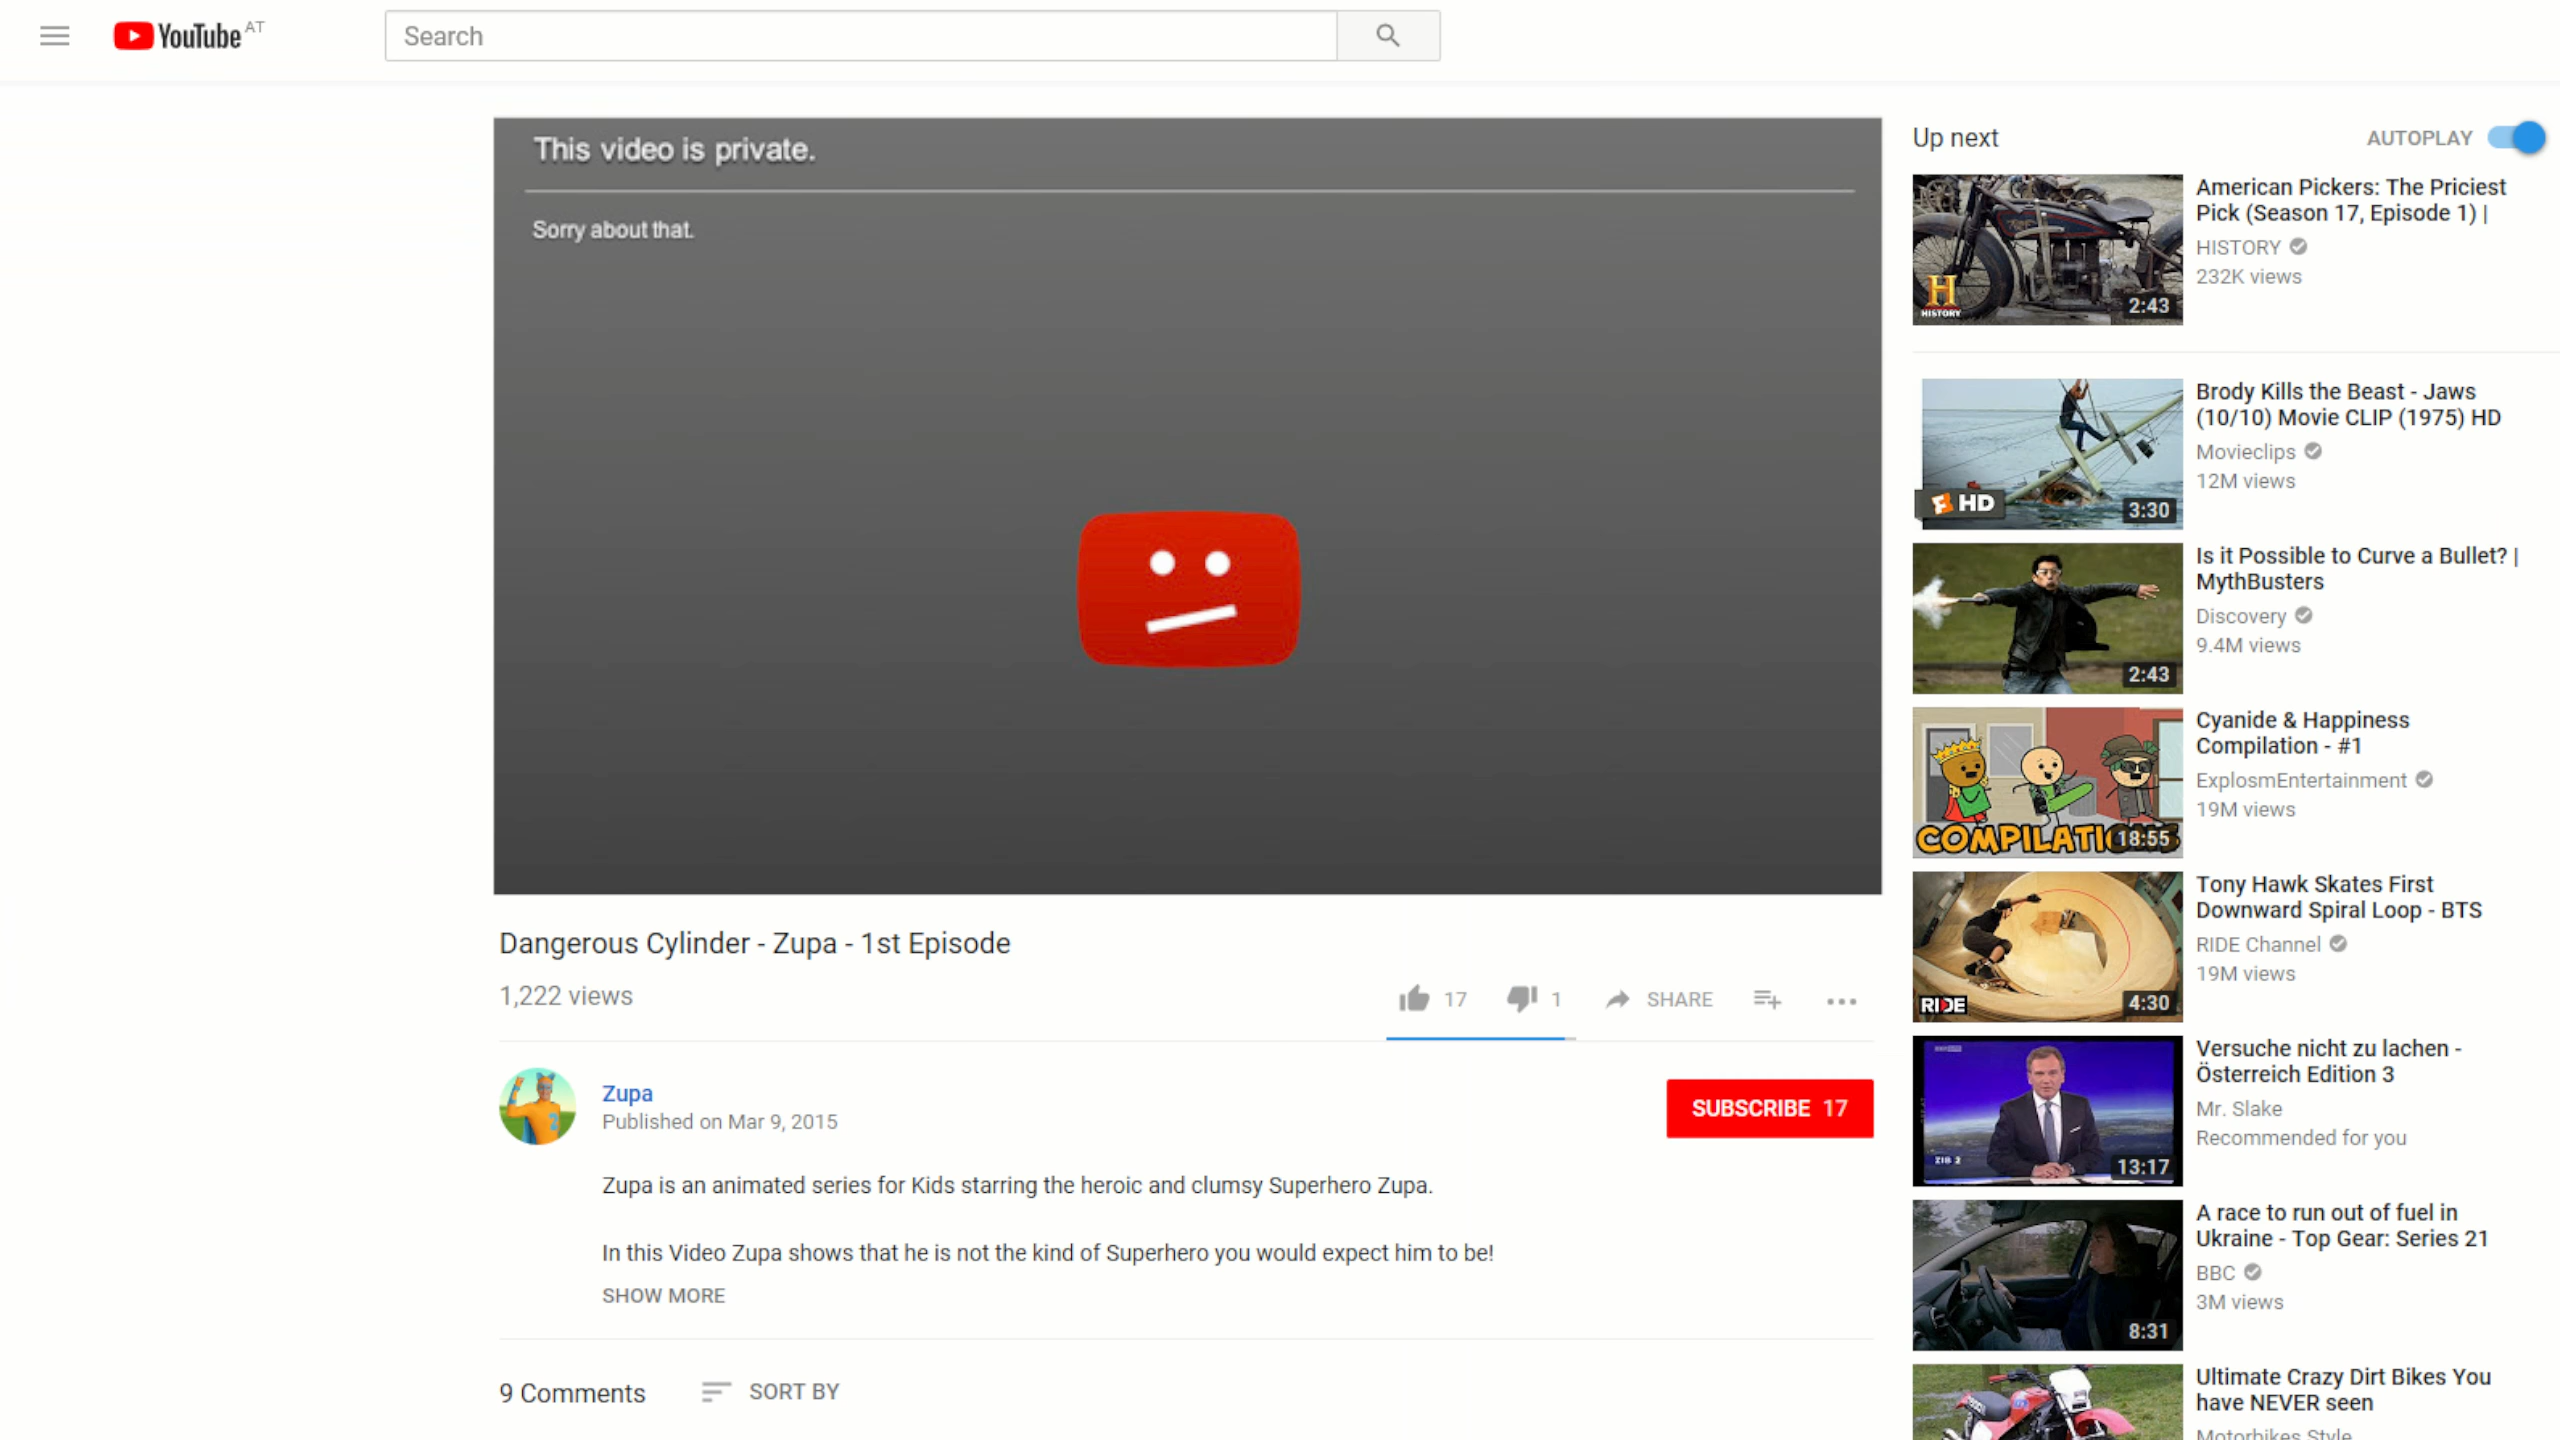 YouTube AT
Search
This video is private.
Sorry about that.
Dangerous Cylinder - Zupa - 1st Episode
1,222 views
17
1
SHARE
Zupa
Published on Mar 9, 2015
SUBSCRIBE 17
Zupa is an animated series for Kids starring the heroic and clumsy Superhero Zupa.
In this Video Zupa shows that he is not the kind of Superhero you would expect him to be!
SHOW MORE
9 Comments
SORT BY
Up next
AUTOPLAY
H
HISTORY
2:43
American Pickers: The Priciest
Pick (Season 17, Episode 1) |
HISTORY
232K views
HD
3:30
Brody Kills the Beast - Jaws
(10/10) Movie CLIP (1975) HD
Movieclips
12M views
2:43
Is it Possible to Curve a Bullet? |
MythBusters
Discovery
9.4M views
18:55
Cyanide & Happiness
Compilation - #1
ExplosmEntertainment
19M views
RIDE
4:30
Tony Hawk Skates First
Downward Spiral Loop - BTS
RIDE Channel
19M views
ZIB 2
13:17
Versuche nicht zu lachen -
Österreich Edition 3
Mr. Slake
Recommended for you
8:31
A race to run out of fuel in
Ukraine - Top Gear: Series 21
BBC
3M views
Ultimate Crazy Dirt Bikes You
have NEVER seen
Motorbikes Style